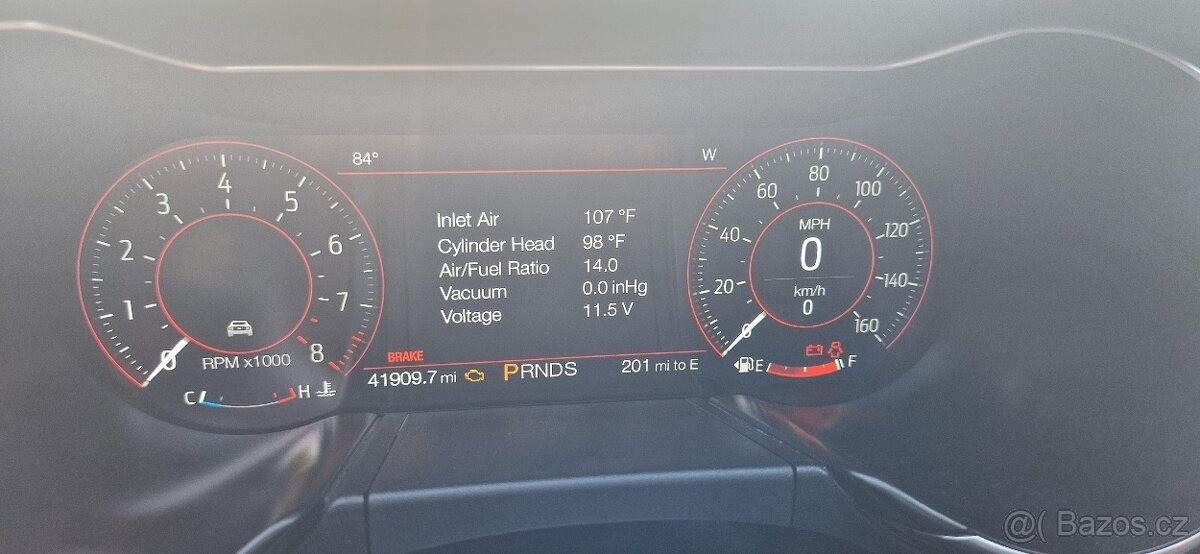 84°
W
0
1
2
3
4
5
6
7
8
RPM x1000
C
H
Inlet Air 107 °F
Cylinder Head 98 °F
Air/Fuel Ratio 14.0
Vacuum 0.0 inHg
Voltage 11.5 V
BRAKE
41909.7 mi PRNDS 201 mi to E
0
20
40
60
80
100
120
140
160
MPH
0
km/h
0
E
F
@( Bazos.cz